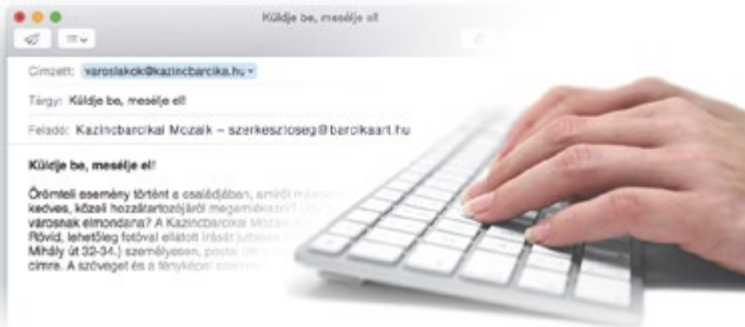 Küldje be, mesélje el!
Címzett: varoslakok@kazincbarcika.hu
Tárgy: Küldje be, mesélje el!
Feladó: Kazincbarcikai Mozaik – szerkesztoseg@barcikaart.hu
Küldje be, mesélje el!
Örömteli esemény történt a családjában, amiről
kedves, közeli hozzátartozójáról megemlékezni?
városnak elmondana? A Kazincbarcikai Mozaik
Rövid, lehetőleg fotóval ellátott írását
Mihály út 32-34.) személyesen, postai
címre. A szöveget és a fényképet